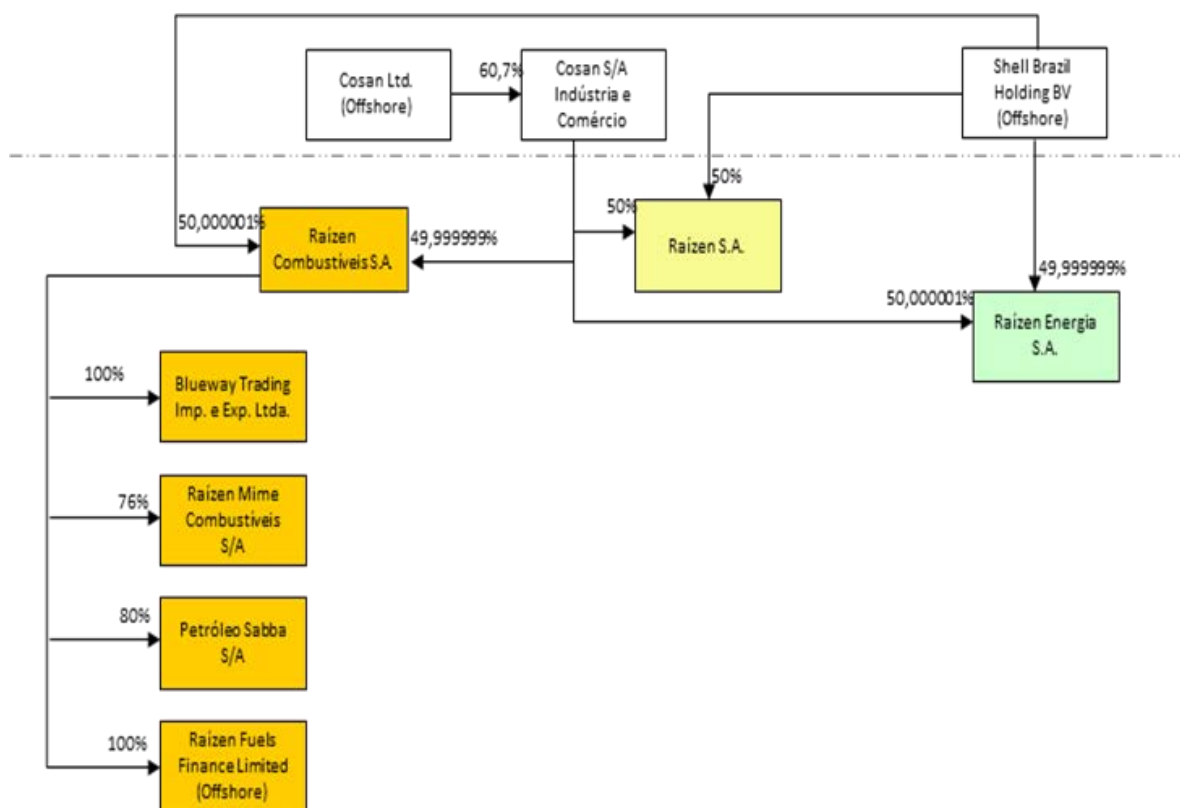 Cosan Ltd.
(Offshore)
60,7%
Cosan S/A
Indústria e
Comércio
Shell Brazil
Holding BV
(Offshore)
50%
50,000001%
Raízen
Combustíveis S.A.
49,999999%
50%
Raízen S.A.
49,999999%
50,000001%
Raízen Energia
S.A.
100%
Blueway Trading
Imp. e Exp. Ltda.
76%
Raízen Mime
Combustíveis
S/A
80%
Petróleo Sabba
S/A
100%
Raízen Fuels
Finance Limited
(Offshore)